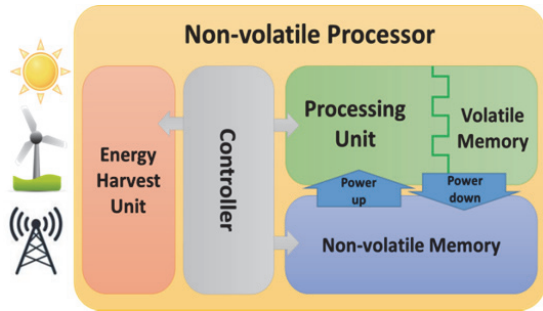 Non-volatile Processor
Energy
Harvest
Unit
Controller
Processing
Unit
Volatile
Memory
Power
up
Power
down
Non-volatile Memory